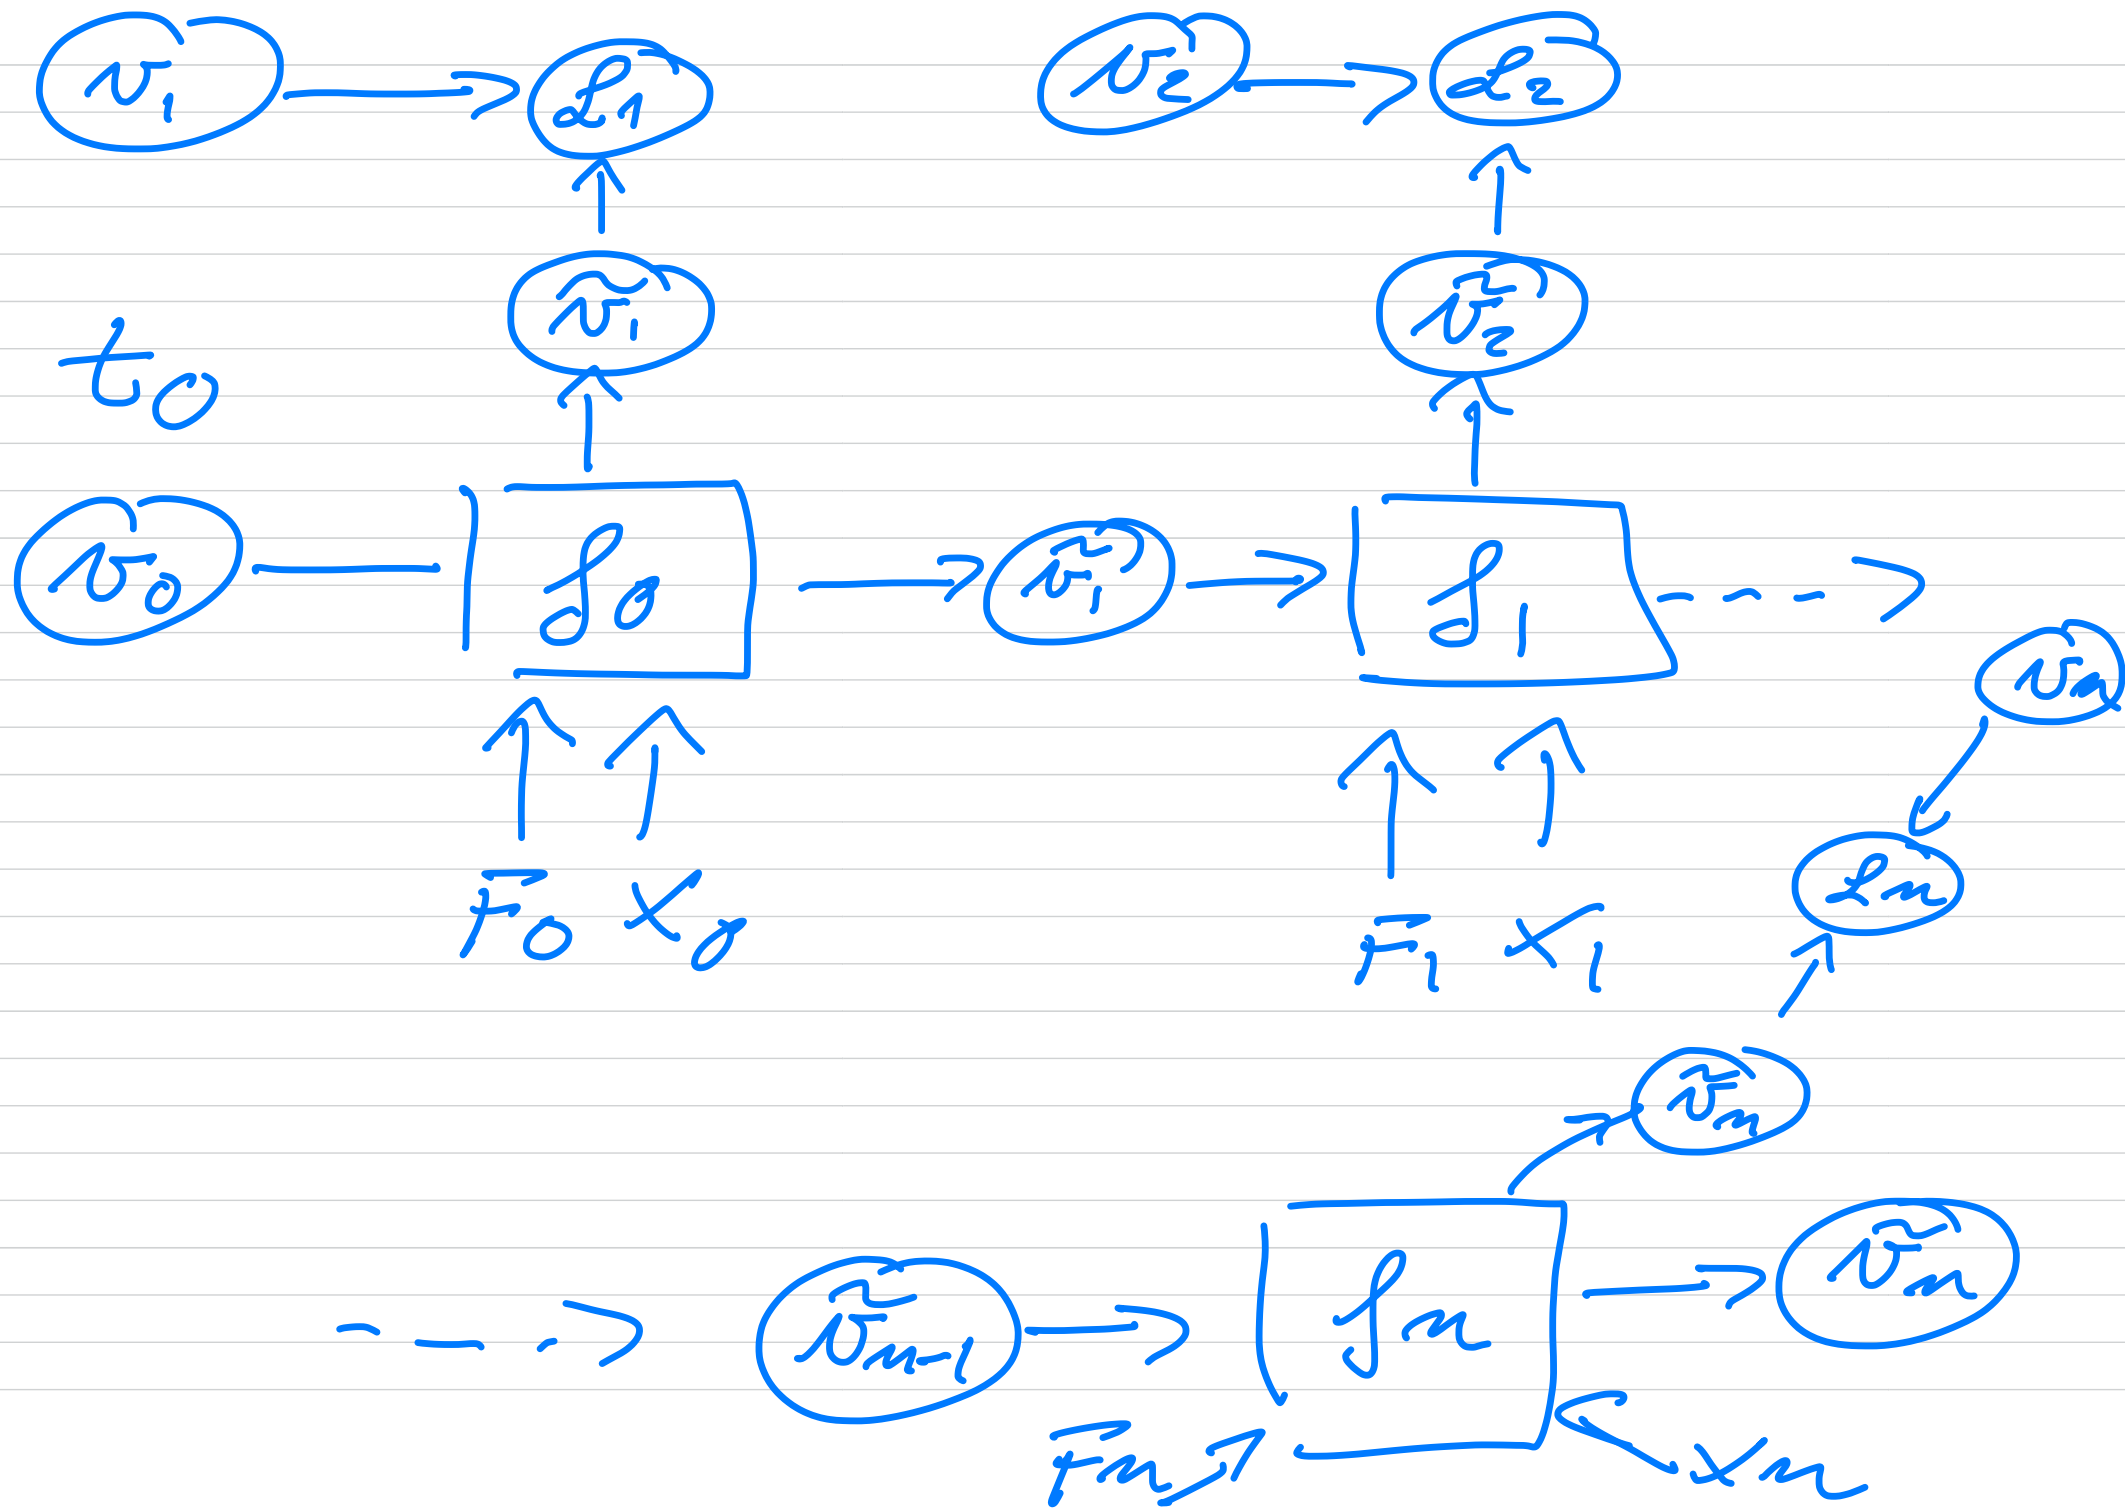 v₁ → ℒ₁ v₂ → ℒ₂
ṽ₁ ṽ₂
t₀
v₀ f₀ → ṽ₁ → f₁ - - - →
vₙ
F₀ x₀ F₁ x₁
ℒₙ
ṽₙ
- - - → ṽₙ₋₁ → fₙ → ṽₙ
Fₙ xₙ